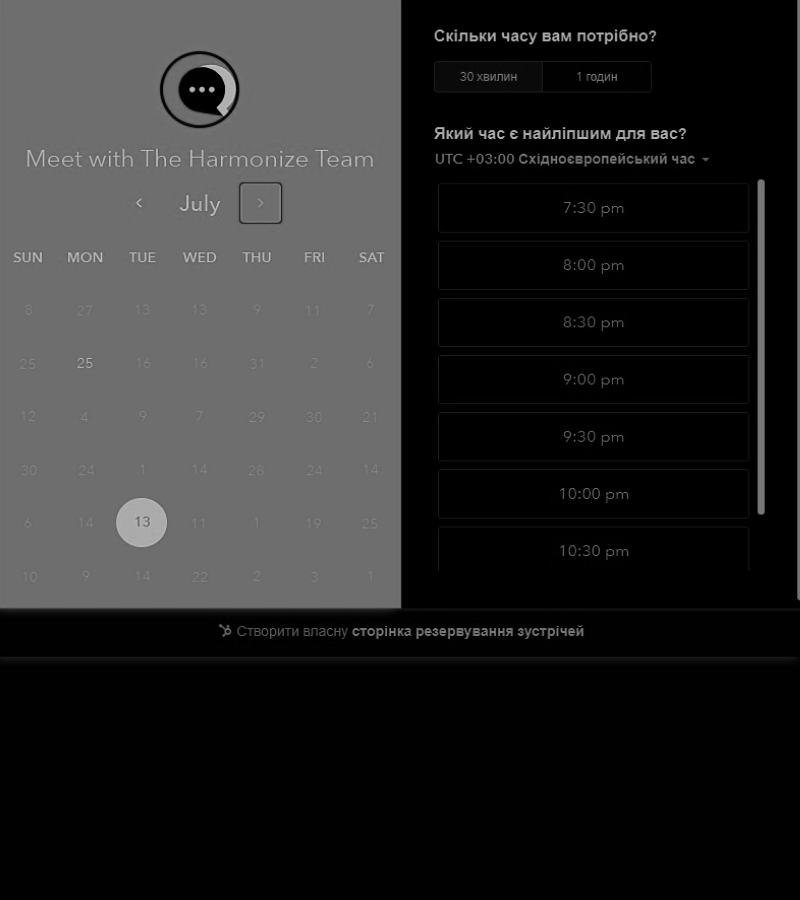 Meet with The Harmonize Team
July
SUN MON TUE WED THU FRI SAT
8 27 13 13 9 11 7
25 25 16 16 31 2 6
12 4 9 7 29 30 21
30 24 1 14 28 24 14
6 14 13 11 1 19 25
10 9 14 22 2 3 1
Скільки часу вам потрібно?
30 хвилин 1 годин
Який час є найліпшим для вас?
UTC +03:00 Східноєвропейський час
7:30 pm
8:00 pm
8:30 pm
9:00 pm
9:30 pm
10:00 pm
10:30 pm
Створити власну сторінка резервування зустрічей